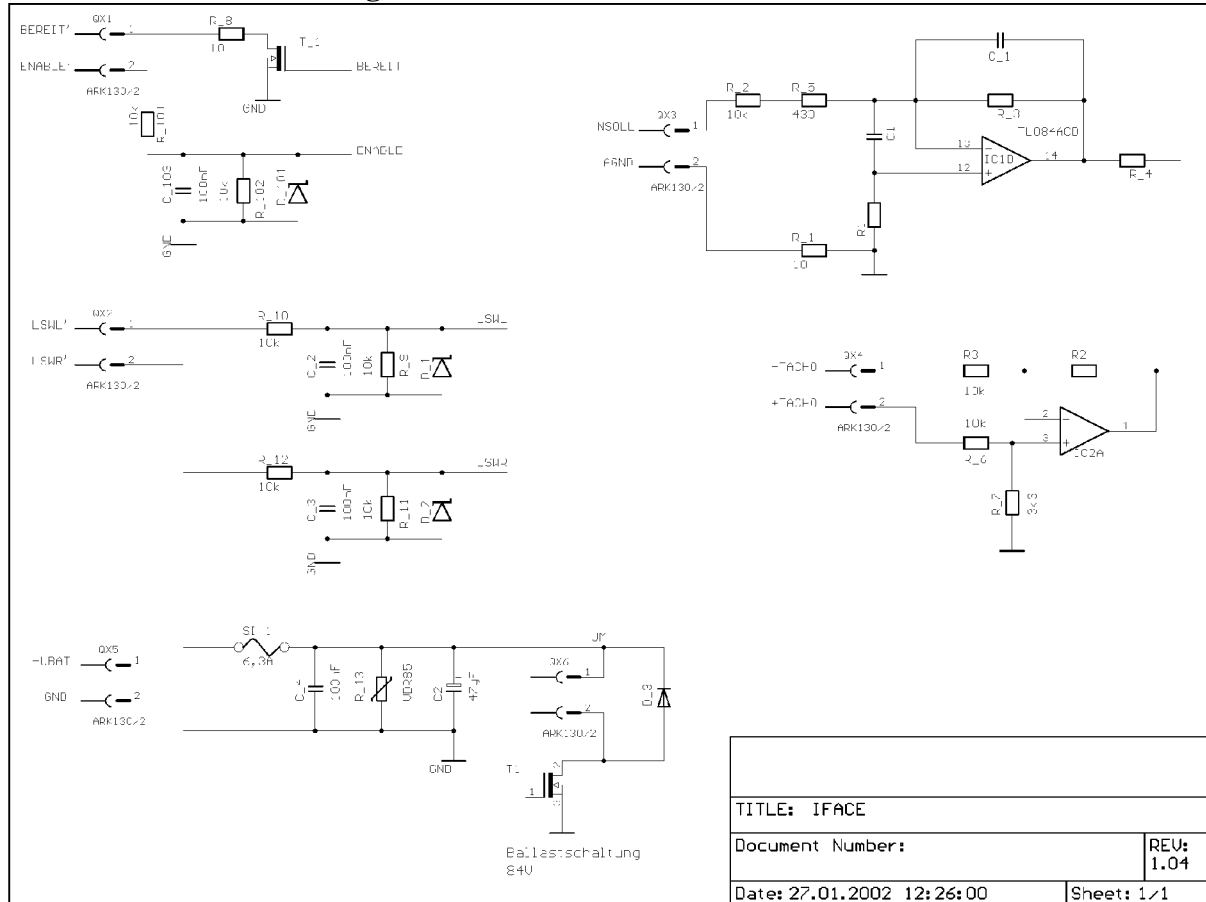 BEREIT' QX1 1 R_8 10
ENABLE' 2
ARK130/2
BEREIT
GND
10k R_101
ENABLE
C_103 100nF 10k R_102 D_101
GND
LSWL' QX2 1 R_10 10k
LSWR' 2
ARK130/2
C_2 100nF 10k R_9 D_1
GND
R_12 10k
LSWR
C_3 100nF 10k R_11 D_2
GND
QX5 1
GND 2
ARK130/2
SI_1
6,3A
C_4 100nF R_13 VDR85 C2 47µF
GND
QX6 1
2
ARK130/2
D_3
T1 1 2 3
Ballastschaltung
84V
C_1
R_2 10k R_5 430
R_3
TL084ACD
NSOLL QX3 1
AGND 2
ARK130/2
C1
13 IC1D 14
12
R_4
R1
R_1 10
-TACHO QX4 1
+TACHO 2
ARK130/2
R3 10k R2
10k R_6
2 3 IC2A 1
R_7 3k3
TITLE: IFACE
Document Number:
REV:
1.04
Date: 27.01.2002 12:26:00
Sheet: 1/1